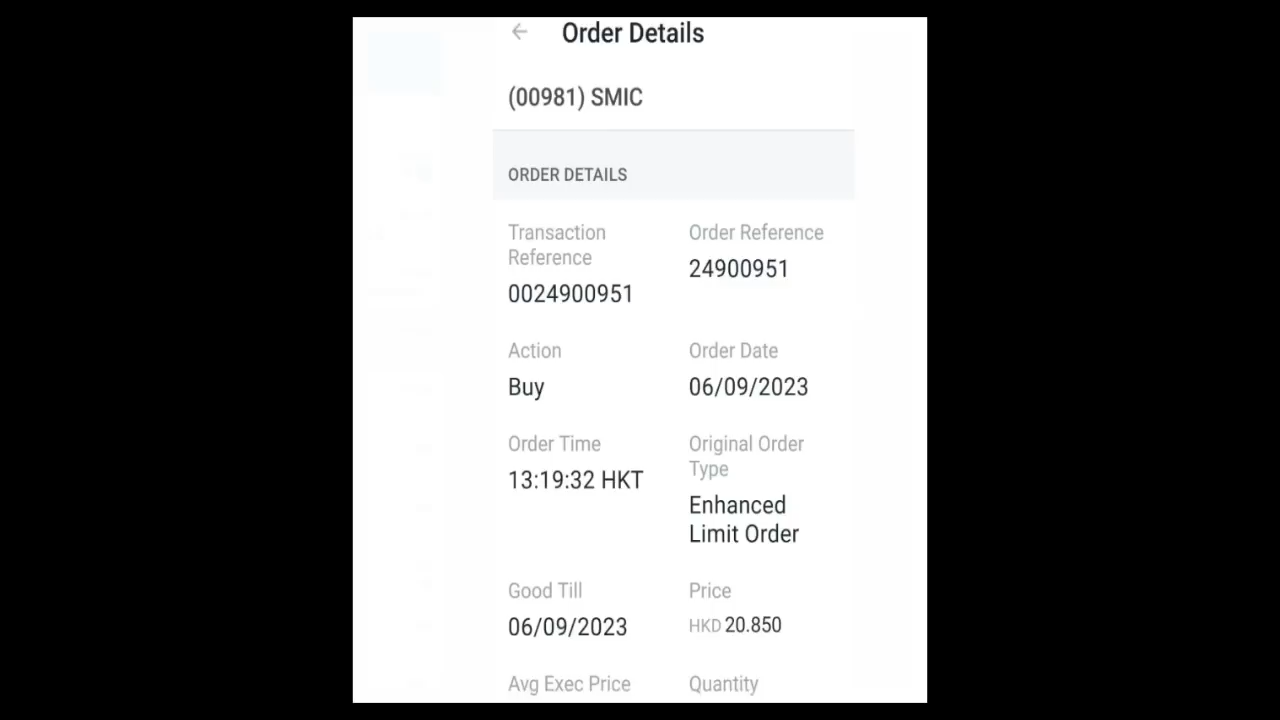 Order Details
(00981) SMIC
ORDER DETAILS
Transaction
Reference
0024900951
Order Reference
24900951
Action
Buy
Order Date
06/09/2023
Order Time
13:19:32 HKT
Original Order
Type
Enhanced
Limit Order
Good Till
06/09/2023
Price
HKD 20.850
Avg Exec Price
Quantity